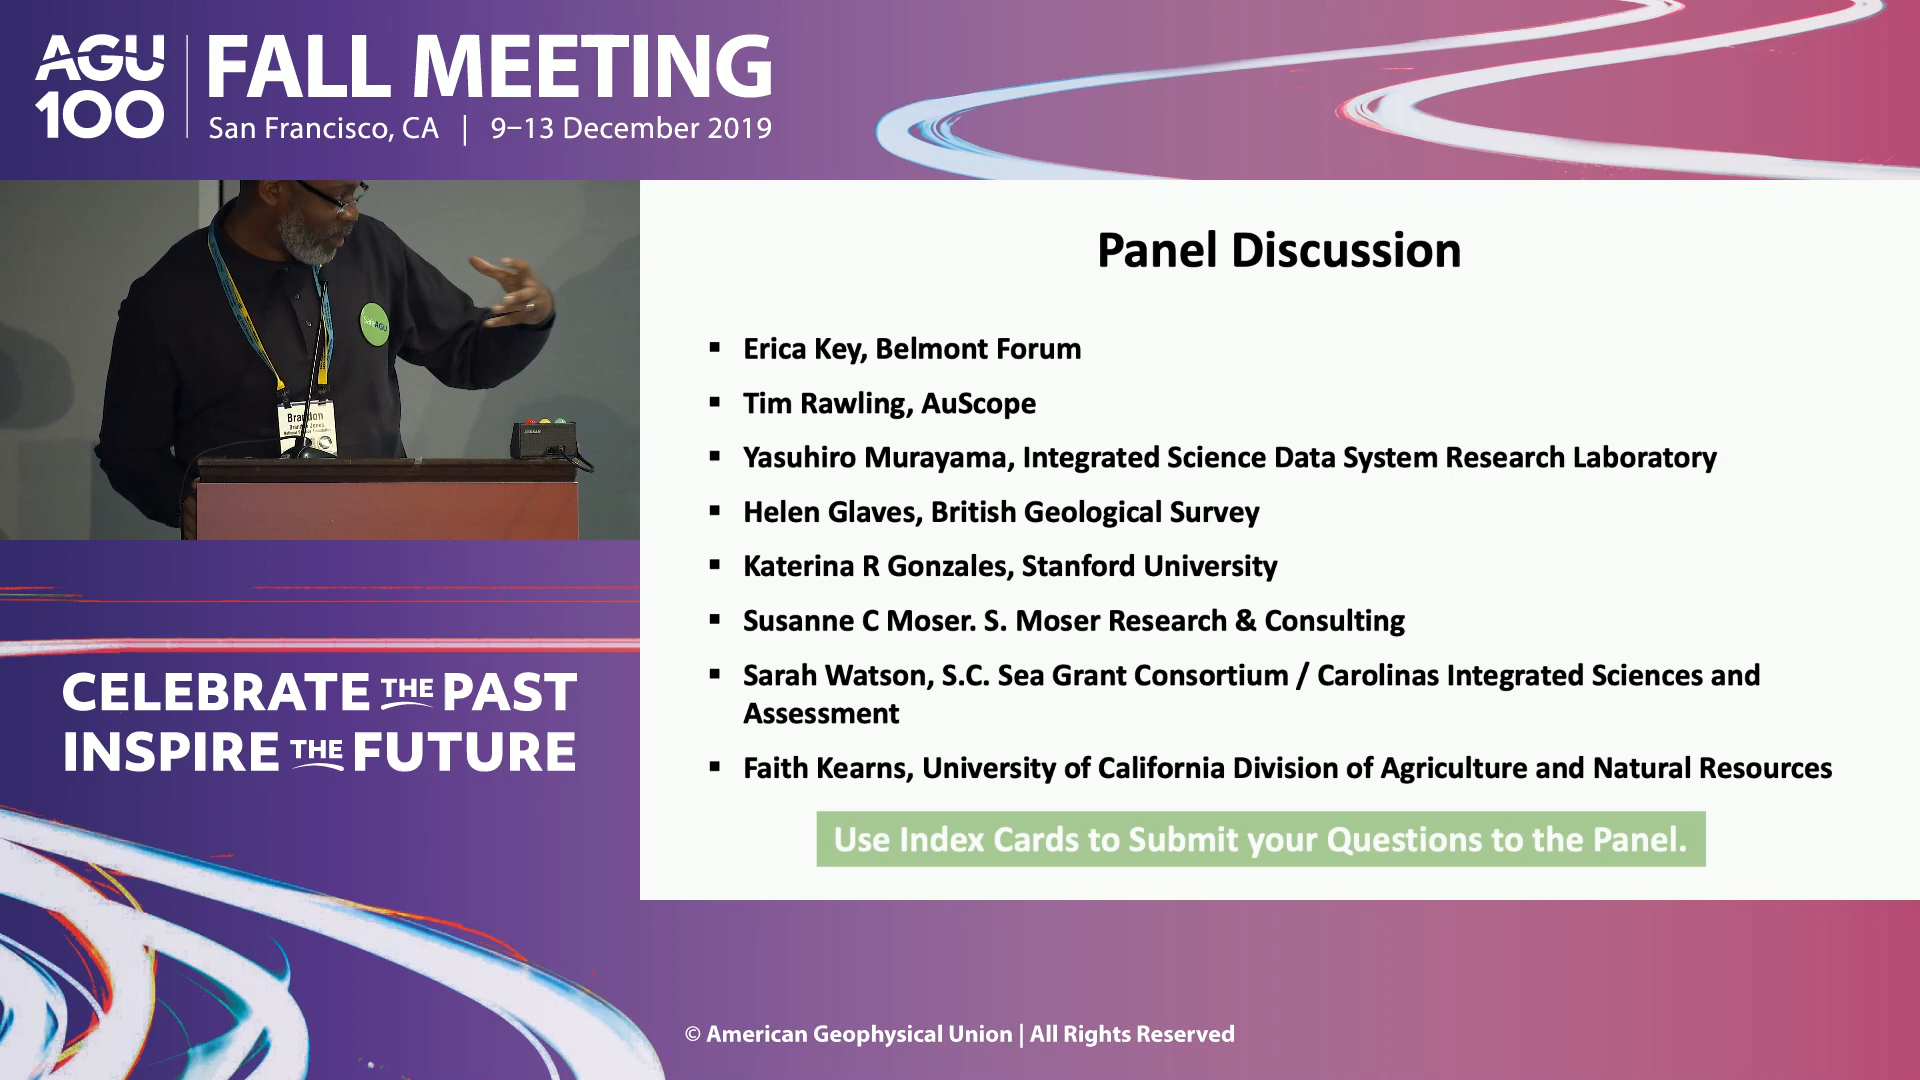 AGU
100
FALL MEETING
San Francisco, CA | 9–13 December 2019
Panel Discussion
▪ Erica Key, Belmont Forum
▪ Tim Rawling, AuScope
▪ Yasuhiro Murayama, Integrated Science Data System Research Laboratory
▪ Helen Glaves, British Geological Survey
▪ Katerina R Gonzales, Stanford University
▪ Susanne C Moser. S. Moser Research & Consulting
▪ Sarah Watson, S.C. Sea Grant Consortium / Carolinas Integrated Sciences and
Assessment
▪ Faith Kearns, University of California Division of Agriculture and Natural Resources
Use Index Cards to Submit your Questions to the Panel.
AGU
Brandon
CELEBRATE THE PAST
INSPIRE THE FUTURE
© American Geophysical Union | All Rights Reserved